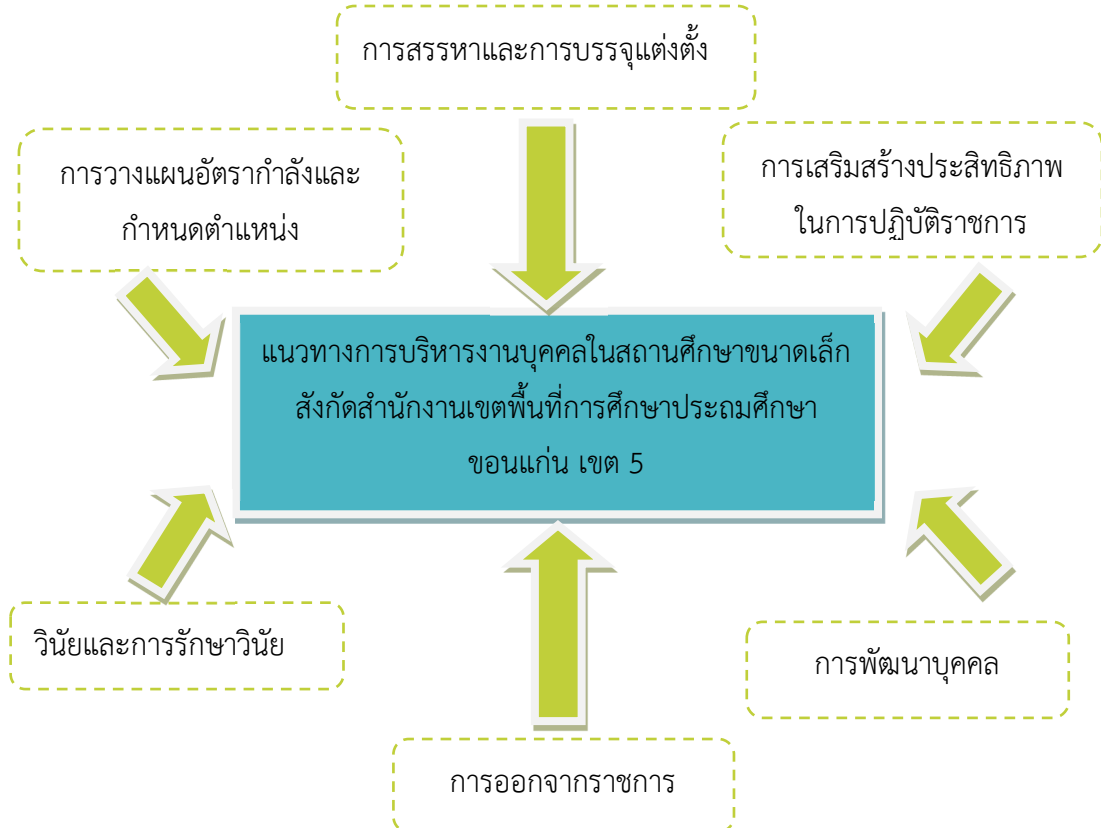 การสรรหาและการบรรจุแต่งตั้ง
การวางแผนอัตรากำลังและ
กำหนดตำแหน่ง
การเสริมสร้างประสิทธิภาพ
ในการปฏิบัติราชการ
แนวทางการบริหารงานบุคคลในสถานศึกษาขนาดเล็ก
สังกัดสำนักงานเขตพื้นที่การศึกษาประถมศึกษา
ขอนแก่น เขต 5
วินัยและการรักษาวินัย
การพัฒนาบุคคล
การออกจากราชการ